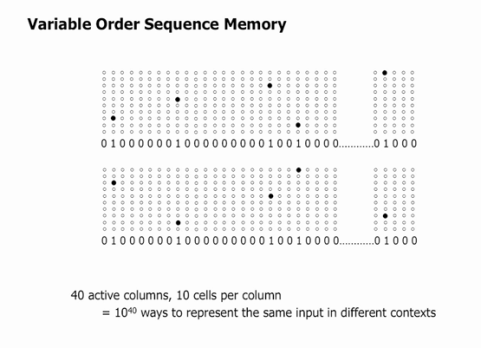 Variable Order Sequence Memory
0 1 0 0 0 0 0 0 1 0 0 0 0 0 0 0 0 0 1 0 0 1 0 0 0 0............0 1 0 0 0
0 1 0 0 0 0 0 0 1 0 0 0 0 0 0 0 0 0 1 0 0 1 0 0 0 0............0 1 0 0 0
40 active columns, 10 cells per column
= 10⁴⁰ ways to represent the same input in different contexts